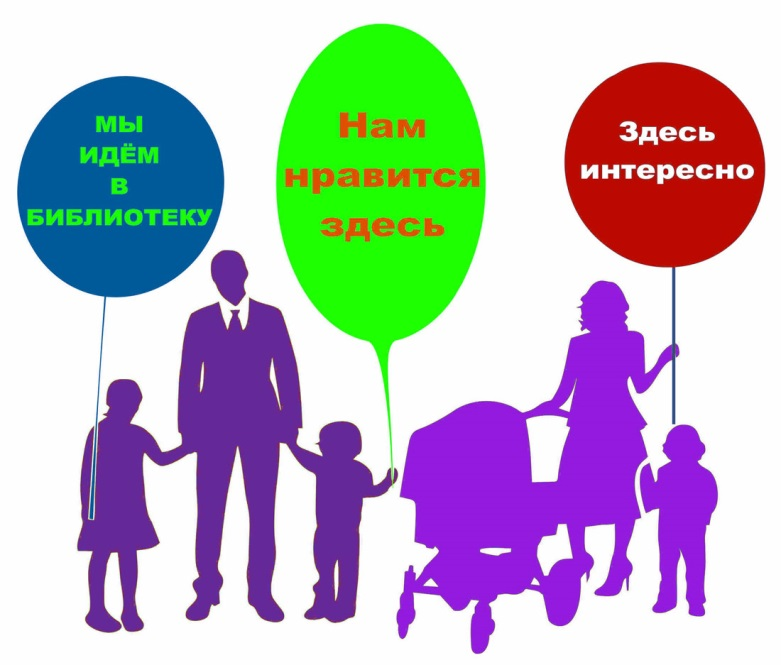 МЫ
ИДЁМ
В
БИБЛИОТЕКУ
Нам
нравится
здесь
Здесь
интересно